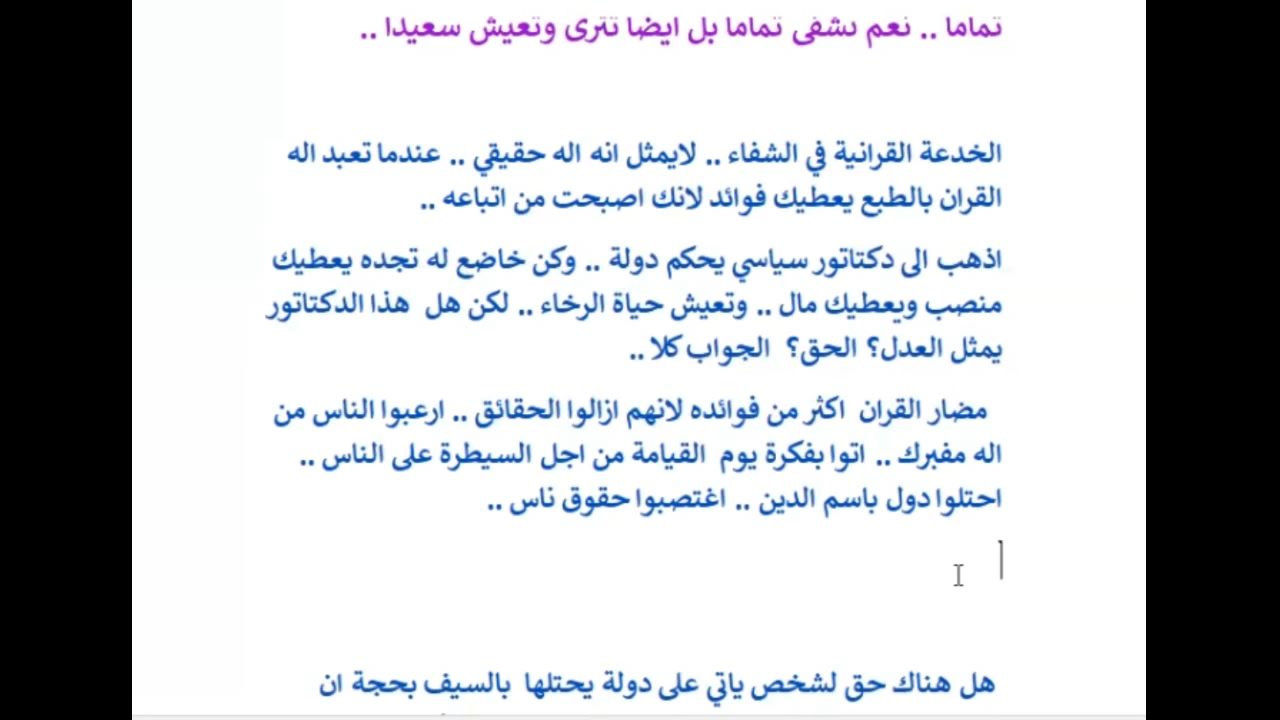 تماما .. نعم تشفى تماما بل ايضا تترى وتعيش سعيدا ..
الخدعة القرانية في الشفاء .. لايمثل انه اله حقيقي .. عندما تعبد اله
القران بالطبع يعطيك فوائد لانك اصبحت من اتباعه ..
اذهب الى دكتاتور سياسي يحكم دولة .. وكن خاضع له تجده يعطيك
منصب ويعطيك مال .. وتعيش حياة الرخاء .. لكن هل هذا الدكتاتور
يمثل العدل؟ الحق؟ الجواب كلا ..
مضار القران اكثر من فوائده لانهم ازالوا الحقائق .. ارعبوا الناس من
اله مفبرك .. اتوا بفكرة يوم القيامة من اجل السيطرة على الناس ..
احتلوا دول باسم الدين .. اغتصبوا حقوق ناس ..
هل هناك حق لشخص ياتي على دولة يحتلها بالسيف بحجة ان